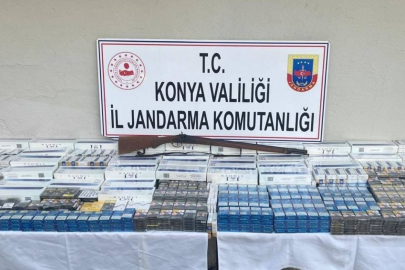 T.C.
KONYA VALİLİĞİ
İL JANDARMA KOMUTANLIĞI